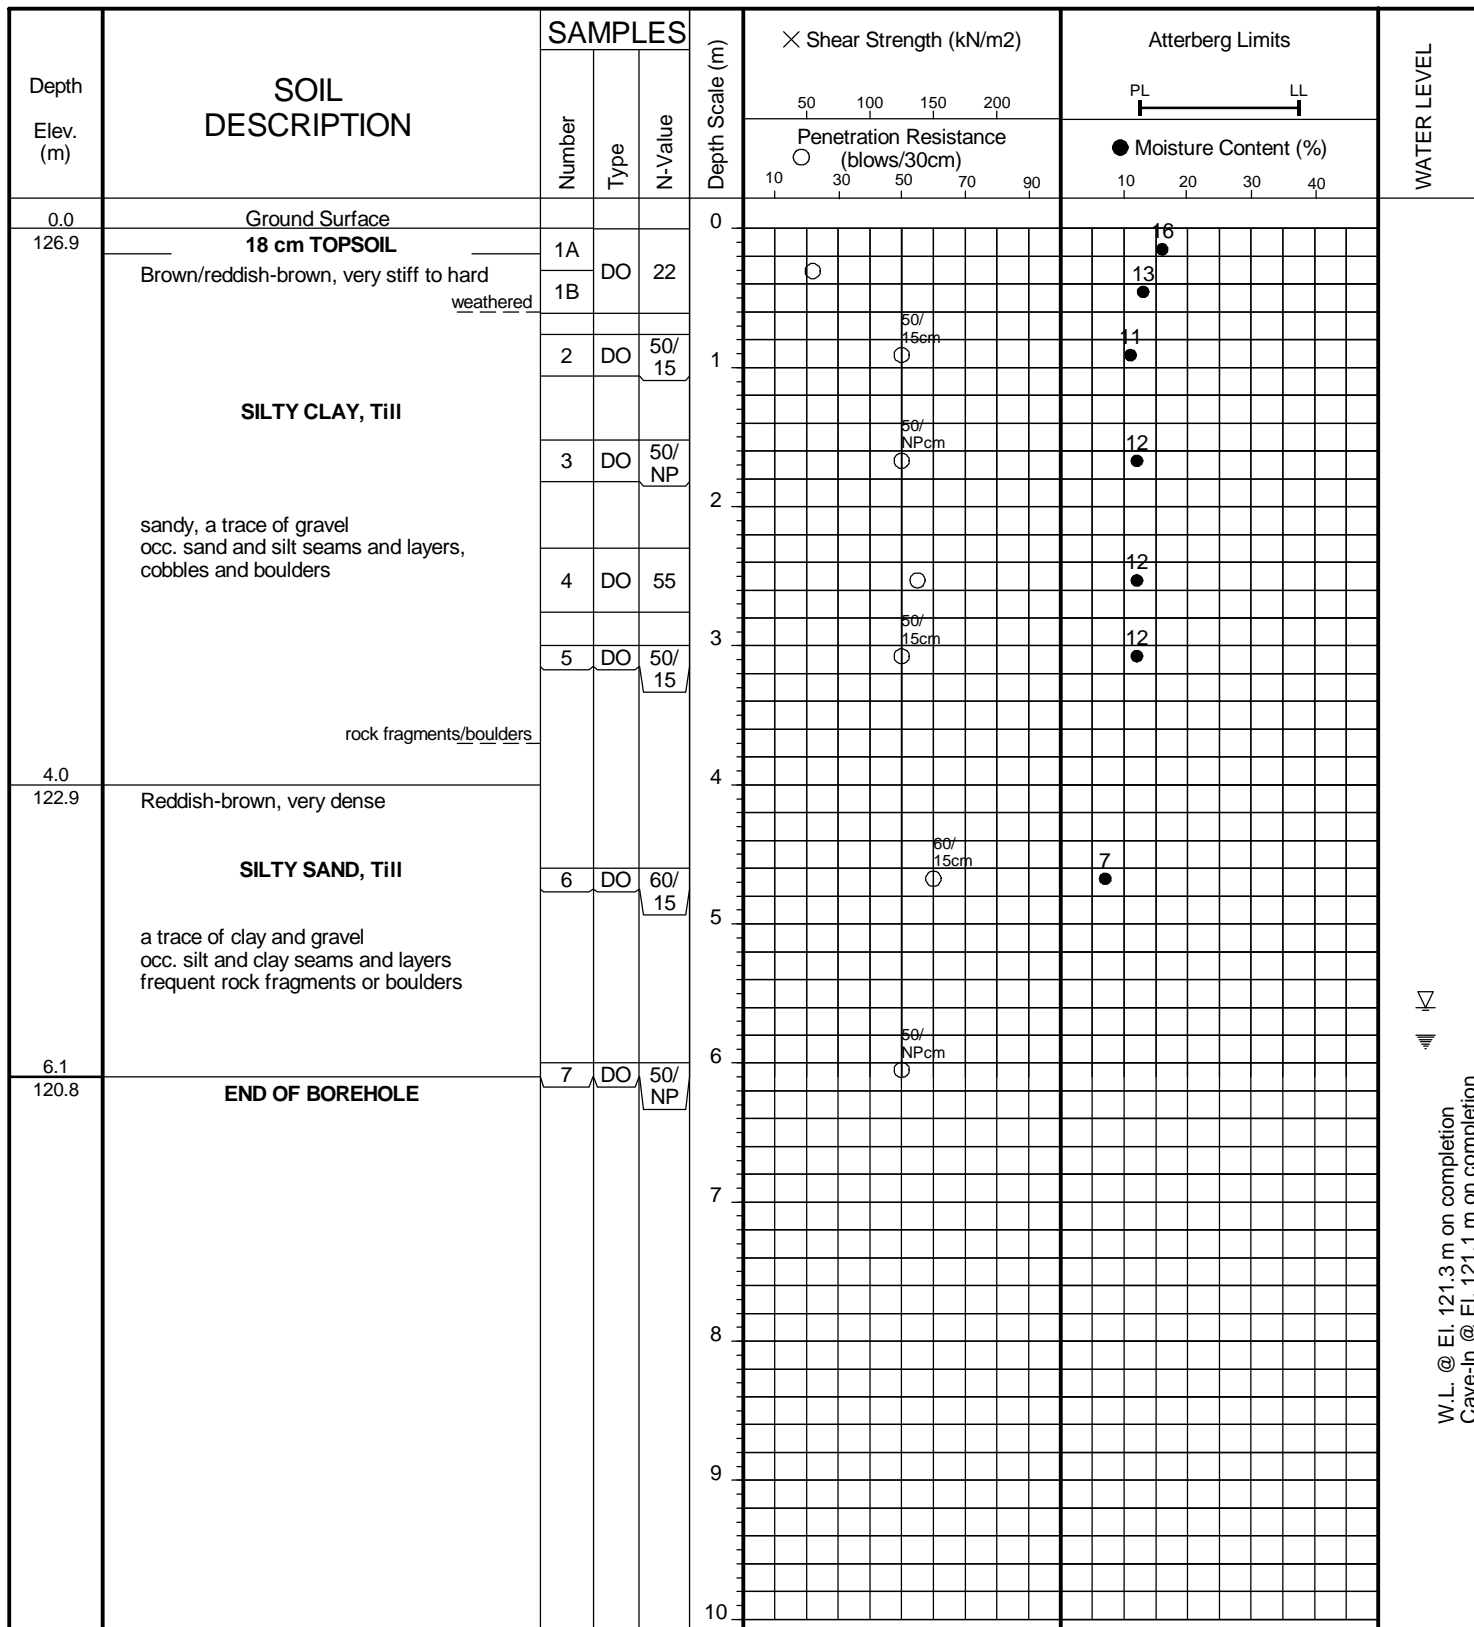 Depth
Elev.
(m)
SOIL
DESCRIPTION
SAMPLES
Number
Type
N-Value
Depth Scale (m)
× Shear Strength (kN/m2)
50 100 150 200
Penetration Resistance
(blows/30cm)
10 30 50 70 90
Atterberg Limits
PL LL
Moisture Content (%)
10 20 30 40
WATER LEVEL
0.0
Ground Surface
0
126.9
18 cm TOPSOIL
1A
DO
22
16
Brown/reddish-brown, very stiff to hard
weathered
1B
13
2
DO
50/
15
50/
15cm
11
1
SILTY CLAY, Till
3
DO
50/
NP
50/
NPcm
12
2
sandy, a trace of gravel
occ. sand and silt seams and layers,
cobbles and boulders
4
DO
55
12
3
5
DO
50/
15
50/
15cm
12
rock fragments/boulders
4.0
4
122.9
Reddish-brown, very dense
SILTY SAND, Till
6
DO
60/
15
60/
15cm
7
5
a trace of clay and gravel
occ. silt and clay seams and layers
frequent rock fragments or boulders
6.1
6
120.8
END OF BOREHOLE
7
DO
50/
NP
50/
NPcm
7
8
9
10
W.L. @ El. 121.3 m on completion
Cave-In @ El. 121.1 m on completion